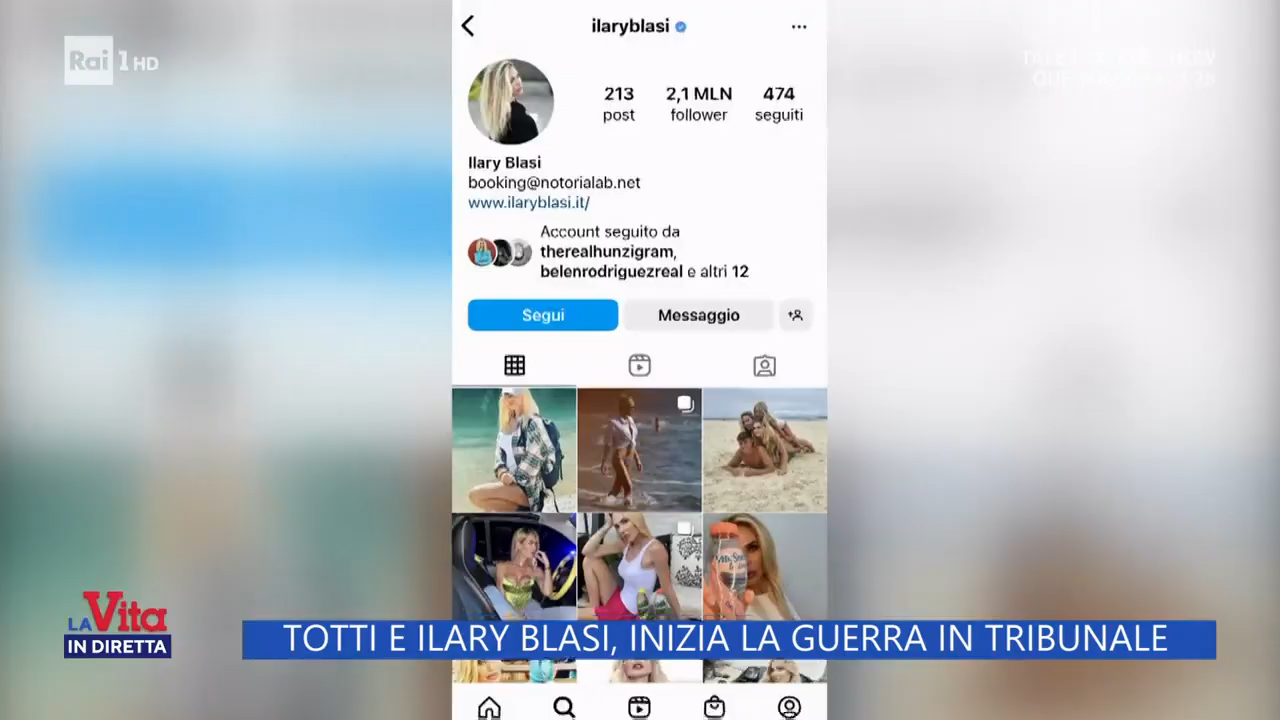 Rai 1 HD
ilaryblasi
213
2,1 MLN
474
post
follower
seguiti
Ilary Blasi
booking@notorialab.net
www.ilaryblasi.it/
Account seguito da
therealhunzigram,
belenrodriguezreal e altri 12
Segui
Messaggio
LA Vita
IN DIRETTA
TOTTI E ILARY BLASI, INIZIA LA GUERRA IN TRIBUNALE